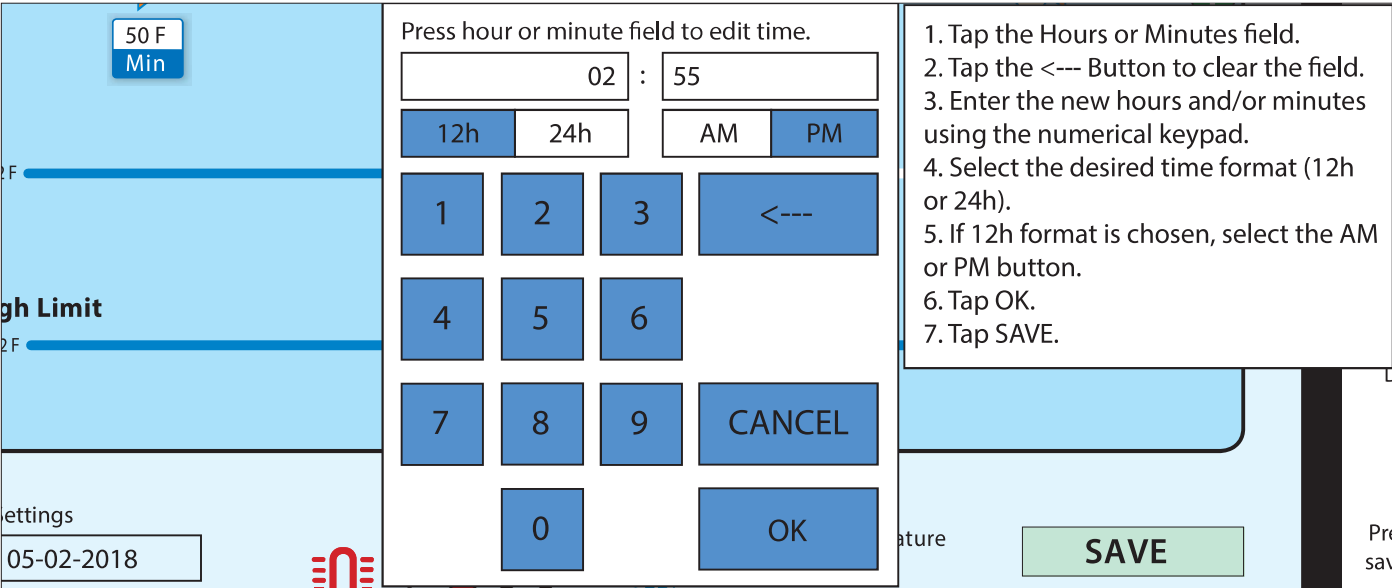 50 F
Min
2 F
gh Limit
2 F
ettings
05-02-2018
Press hour or minute field to edit time.
02 : 55
12h 24h AM PM
1 2 3 <---
4 5 6
7 8 9 CANCEL
0 OK
1. Tap the Hours or Minutes field.
2. Tap the <--- Button to clear the field.
3. Enter the new hours and/or minutes
using the numerical keypad.
4. Select the desired time format (12h
or 24h).
5. If 12h format is chosen, select the AM
or PM button.
6. Tap OK.
7. Tap SAVE.
ature
SAVE
Pre
sav